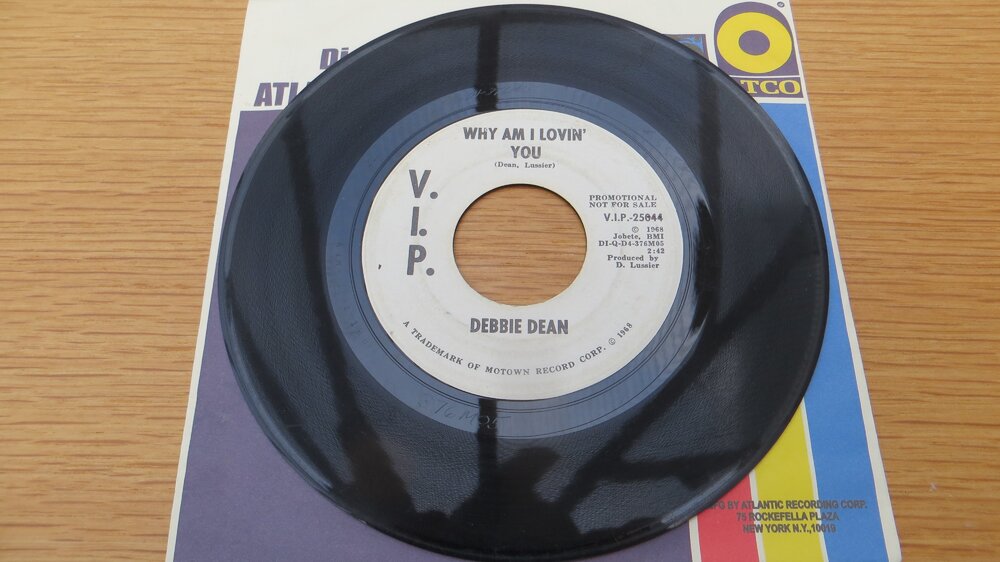 ATCO
WHY AM I LOVIN'
YOU
(Dean, Lussier)
V.
I.
P.
PROMOTIONAL
NOT FOR SALE
V.I.P.-25044
© 1968
Jobete, BMI
DI-Q-D4-376M05
2:42
Produced by
D. Lussier
DEBBIE DEAN
A TRADEMARK OF MOTOWN RECORD CORP. © 1968
BY ATLANTIC RECORDING CORP.
75 ROCKEFELLA PLAZA
NEW YORK N.Y.,10019